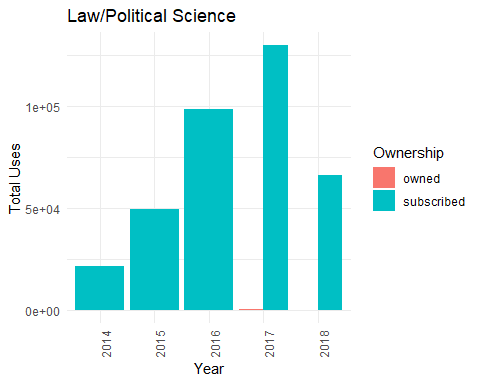 Law/Political Science
Total Uses
1e+05
5e+04
0e+00
2014
2015
2016
2017
2018
Year
Ownership
owned
subscribed